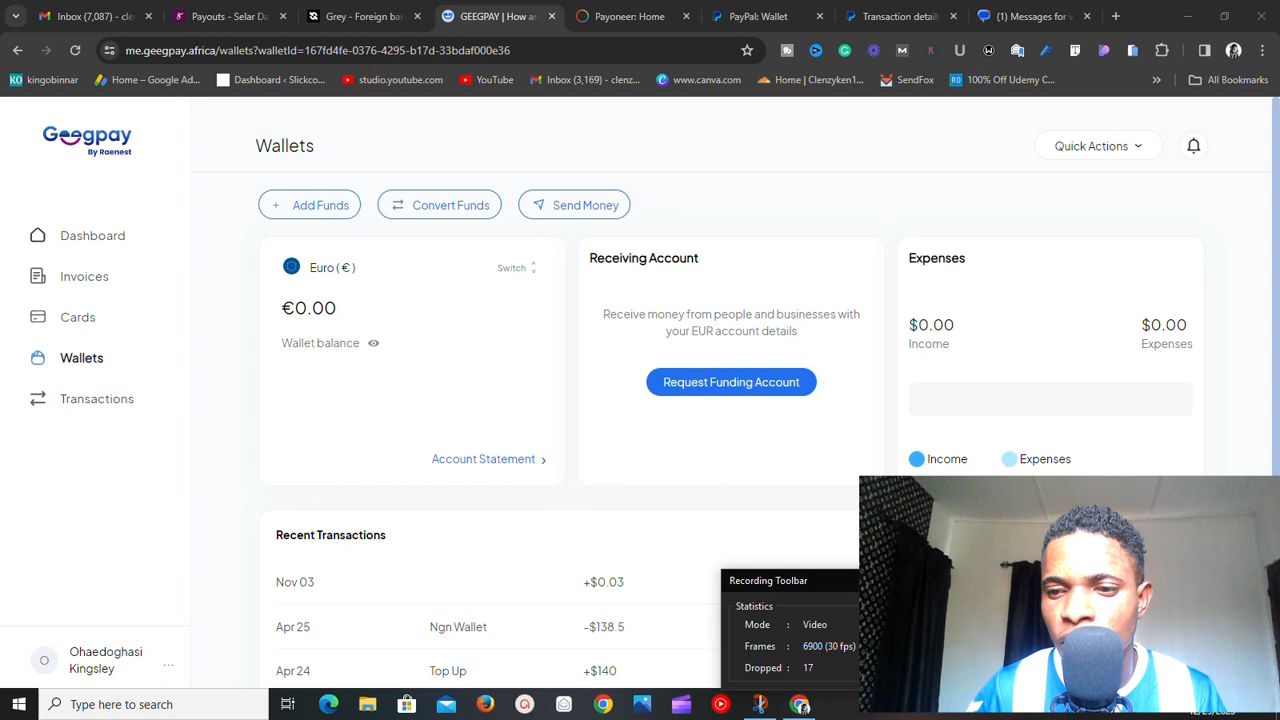 Inbox (7,087) - cle
Payouts - Selar Da
Grey - Foreign ba
GEEGPAY | How an
Payoneer: Home
PayPal: Wallet
Transaction detail
(1) Messages for v
me.geegpay.africa/wallets?walletId=167fd4fe-0376-4295-b17d-33bdaf000e36
kingobinnar
Home – Google Ad...
Dashboard ‹ Slickco...
studio.youtube.com
YouTube
Inbox (3,169) - clenz...
www.canva.com
Home | Clenzyken1...
SendFox
100% Off Udemy C...
All Bookmarks
Geegpay
By Raenest
Wallets
Quick Actions
Add Funds
Convert Funds
Send Money
Dashboard
Invoices
Cards
Wallets
Transactions
Euro ( € )
Switch
€0.00
Wallet balance
Account Statement
Receiving Account
Receive money from people and businesses with
your EUR account details
Request Funding Account
Expenses
$0.00
$0.00
Income
Expenses
Income
Expenses
Recent Transactions
Nov 03
+$0.03
Apr 25
Ngn Wallet
-$138.5
Apr 24
Top Up
+$140
Recording Toolbar
Statistics
Mode : Video
Frames : 6900 (30 fps)
Dropped : 17
O
Ohaedoghasi
Kingsley
Type here to search